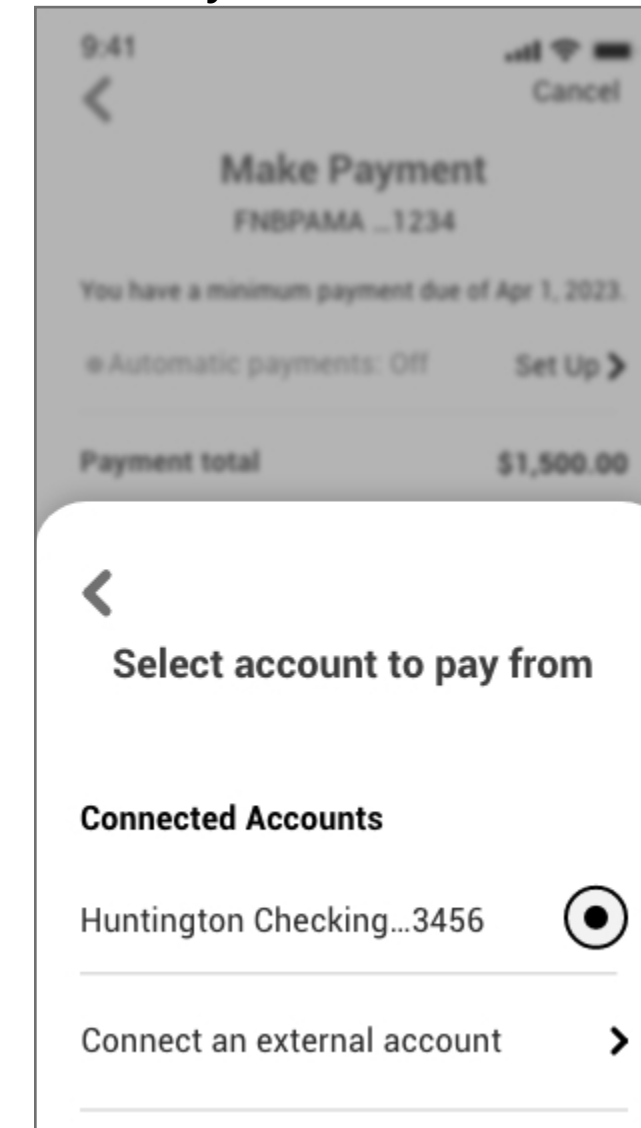 9:41
Cancel
Make Payment
FNBPAMA ...1234
You have a minimum payment due of Apr 1, 2023.
Automatic payments: Off Set Up
Payment total $1,500.00
Select account to pay from
Connected Accounts
Huntington Checking...3456
Connect an external account